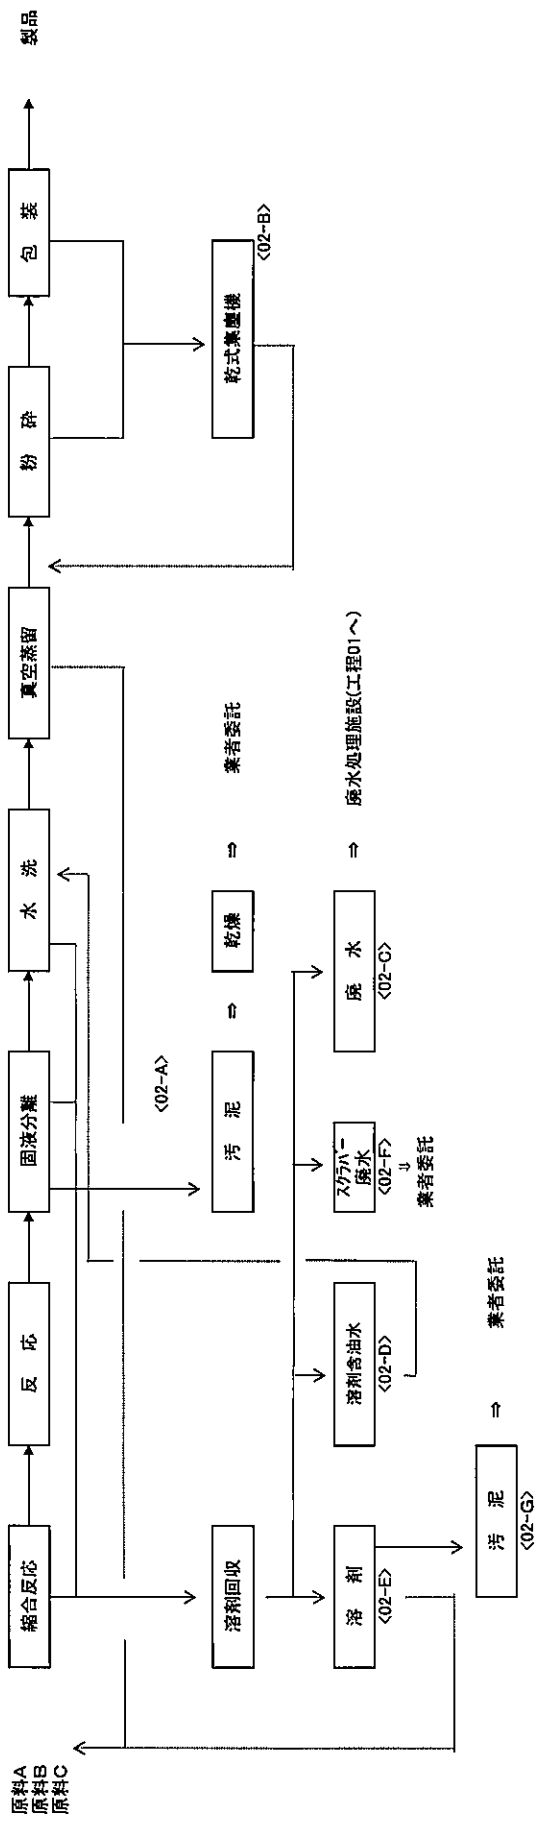 原料A
原料B
原料C
縮合反応
反 応
固液分離
水 洗
真空蒸留
粉 砕
包 装
製品
溶剤回収
汚 泥
<02-A>
⇒
乾燥
⇒
業者委託
乾式集塵機
<02-B>
溶 剤
<02-E>
溶剤含油水
<02-D>
スクラバー
廃水
<02-F>
⇓
業者委託
廃 水
<02-C>
⇒
廃水処理施設(工程01へ)
汚 泥
<02-G>
⇒
業者委託